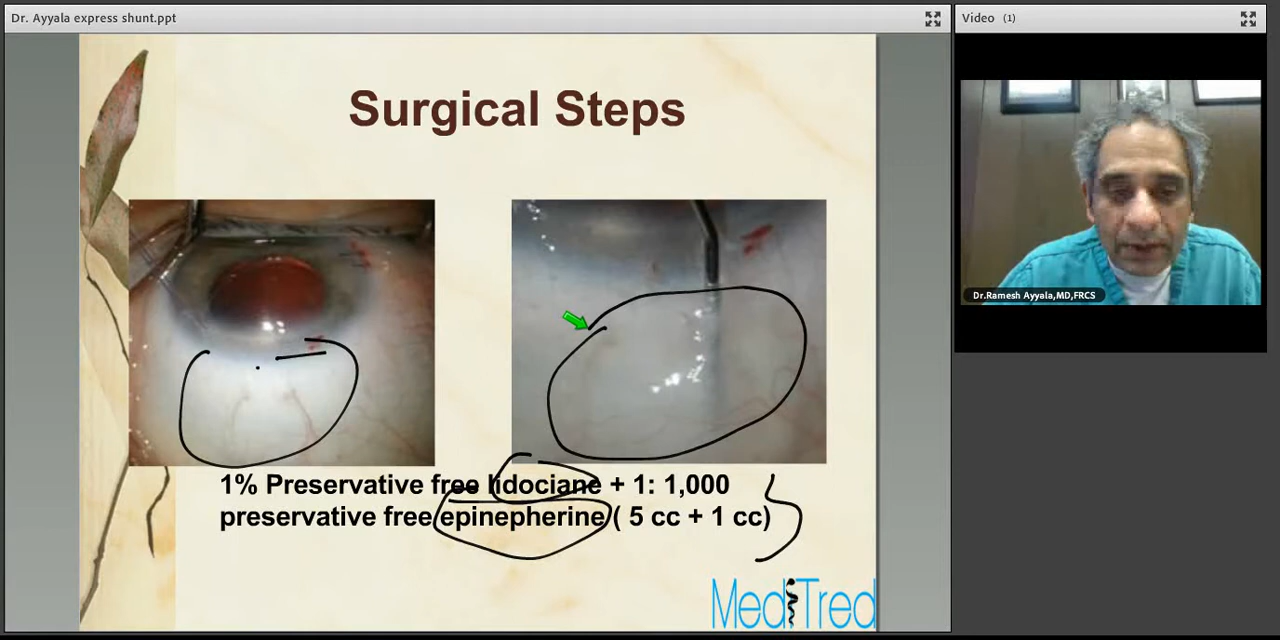 Dr. Ayyala express shunt.ppt
Video (1)
Surgical Steps
Dr.Ramesh Ayyala,MD,FRCS
1% Preservative free lidociane + 1: 1,000
preservative free epinepherine ( 5 cc + 1 cc)
MediTred